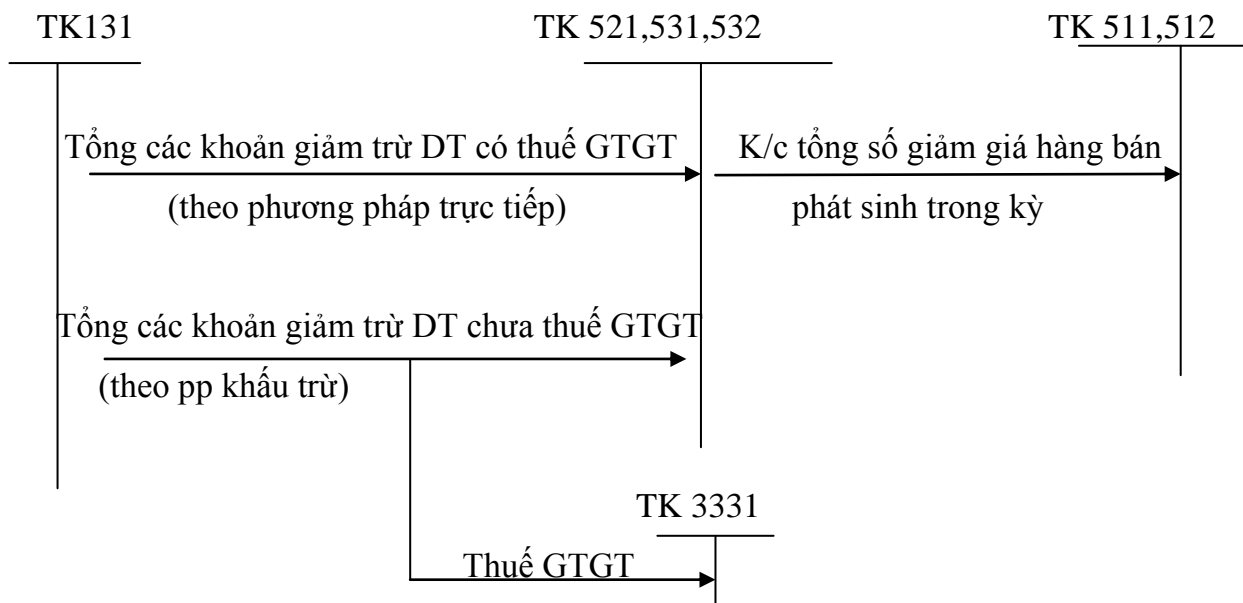 TK131
TK 521,531,532
TK 511,512
Tổng các khoản giảm trừ DT có thuế GTGT
K/c tổng số giảm giá hàng bán
(theo phương pháp trực tiếp)
phát sinh trong kỳ
Tổng các khoản giảm trừ DT chưa thuế GTGT
(theo pp khấu trừ)
TK 3331
Thuế GTGT